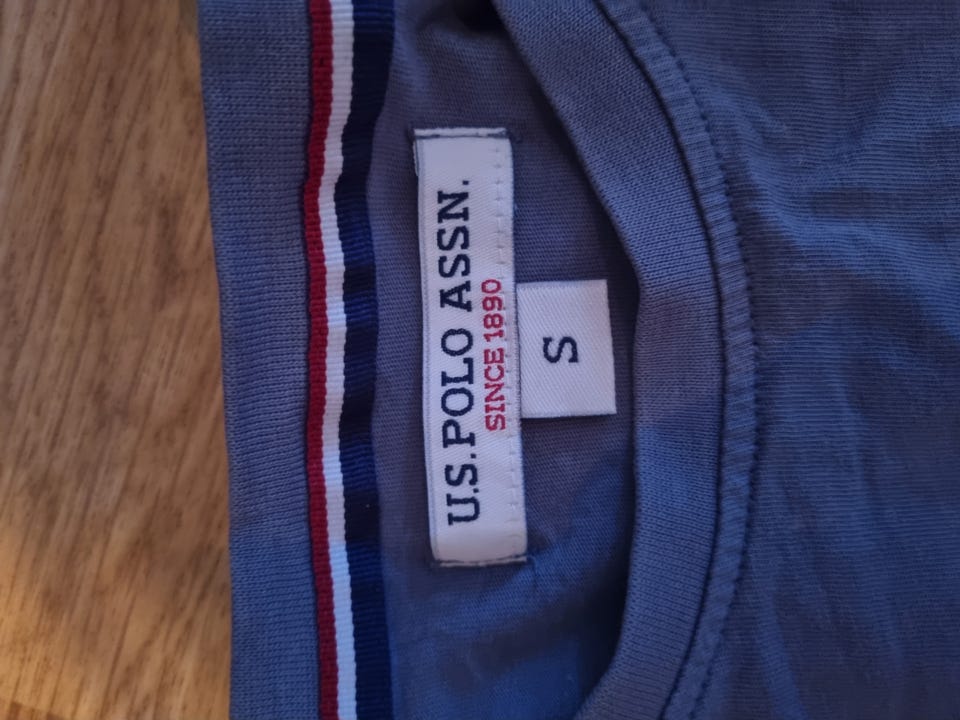 U.S. POLO ASSN.
SINCE 1890
S